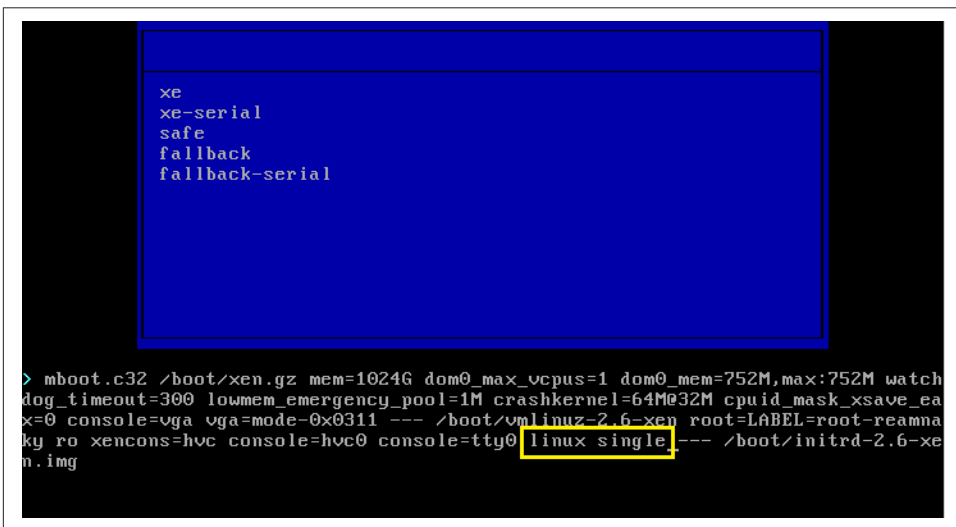 xe
xe-serial
safe
fallback
fallback-serial
> mboot.c32 /boot/xen.gz mem=1024G dom0_max_vcpus=1 dom0_mem=752M,max:752M watch
dog_timeout=300 lowmem_emergency_pool=1M crashkernel=64M@32M cpuid_mask_xsave_ea
x=0 console=vga vga=mode-0x0311 --- /boot/vmlinuz-2.6-xen root=LABEL=root-reamna
ky ro xencons=hvc console=hvc0 console=tty0 linux single_--- /boot/initrd-2.6-xe
n.img